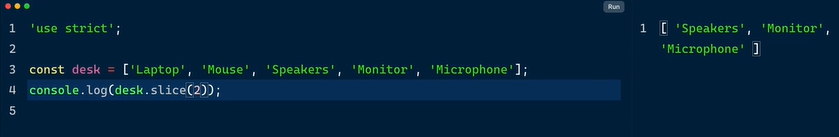 Run
1 'use strict';
2
3 const desk = ['Laptop', 'Mouse', 'Speakers', 'Monitor', 'Microphone'];
4 console.log(desk.slice(2));
5
1 [ 'Speakers', 'Monitor',
'Microphone' ]